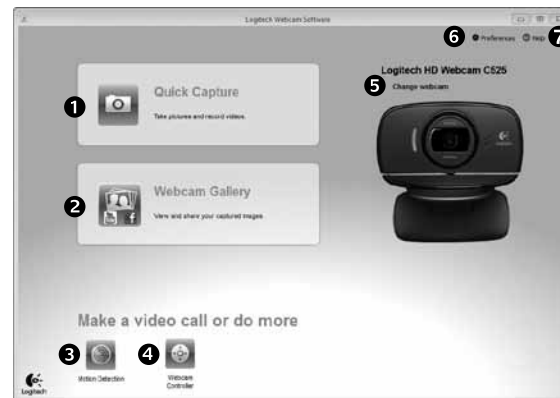 Logitech Webcam Software
6 Preferences Help 7
Logitech HD Webcam C525
5 Change webcam
1 Quick Capture
Take pictures and record videos.
2 Webcam Gallery
View and share your captured images.
Make a video call or do more
3 4
Motion Detection
Webcam
Controller
Logitech